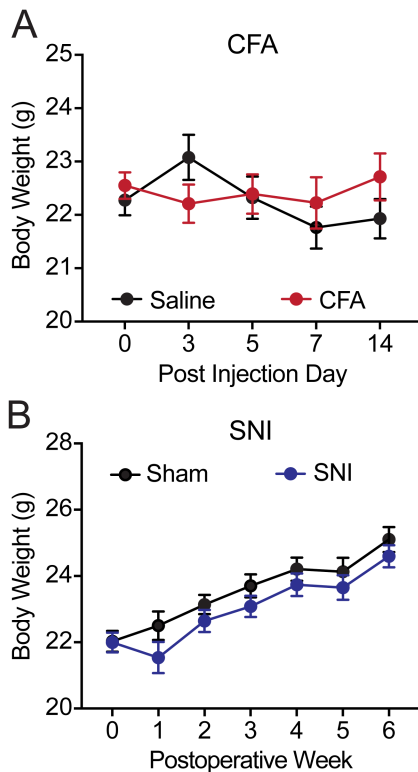 A
CFA
Body Weight (g)
25
24
23
22
21
20
Saline
CFA
0 3 5 7 14
Post Injection Day
B
SNI
Body Weight (g)
28
26
24
22
20
Sham
SNI
0 1 2 3 4 5 6
Postoperative Week